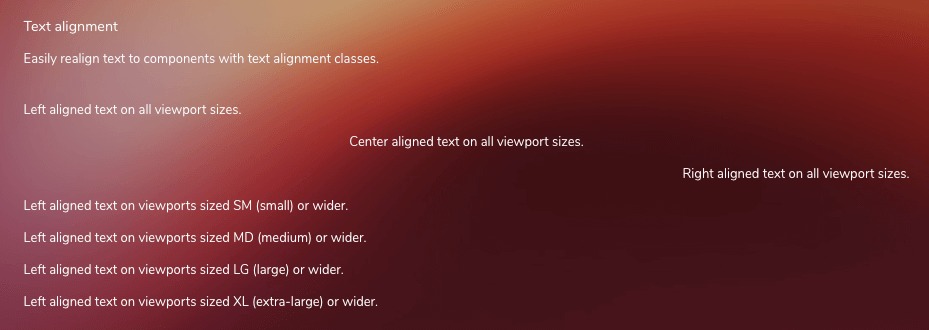 Text alignment
Easily realign text to components with text alignment classes.
Left aligned text on all viewport sizes.
Center aligned text on all viewport sizes.
Right aligned text on all viewport sizes.
Left aligned text on viewports sized SM (small) or wider.
Left aligned text on viewports sized MD (medium) or wider.
Left aligned text on viewports sized LG (large) or wider.
Left aligned text on viewports sized XL (extra-large) or wider.